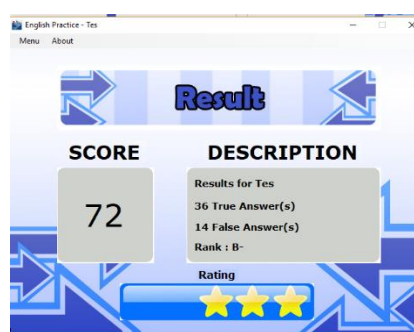 English Practice - Tes
Menu About
Result
SCORE
DESCRIPTION
72
Results for Tes
36 True Answer(s)
14 False Answer(s)
Rank : B-
Rating